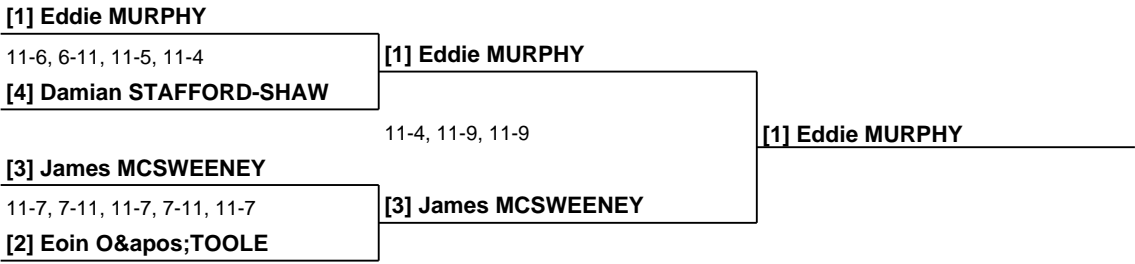 [1] Eddie MURPHY
11-6, 6-11, 11-5, 11-4
[1] Eddie MURPHY
[4] Damian STAFFORD-SHAW
11-4, 11-9, 11-9
[1] Eddie MURPHY
[3] James MCSWEENEY
11-7, 7-11, 11-7, 7-11, 11-7
[3] James MCSWEENEY
[2] Eoin O&apos;TOOLE